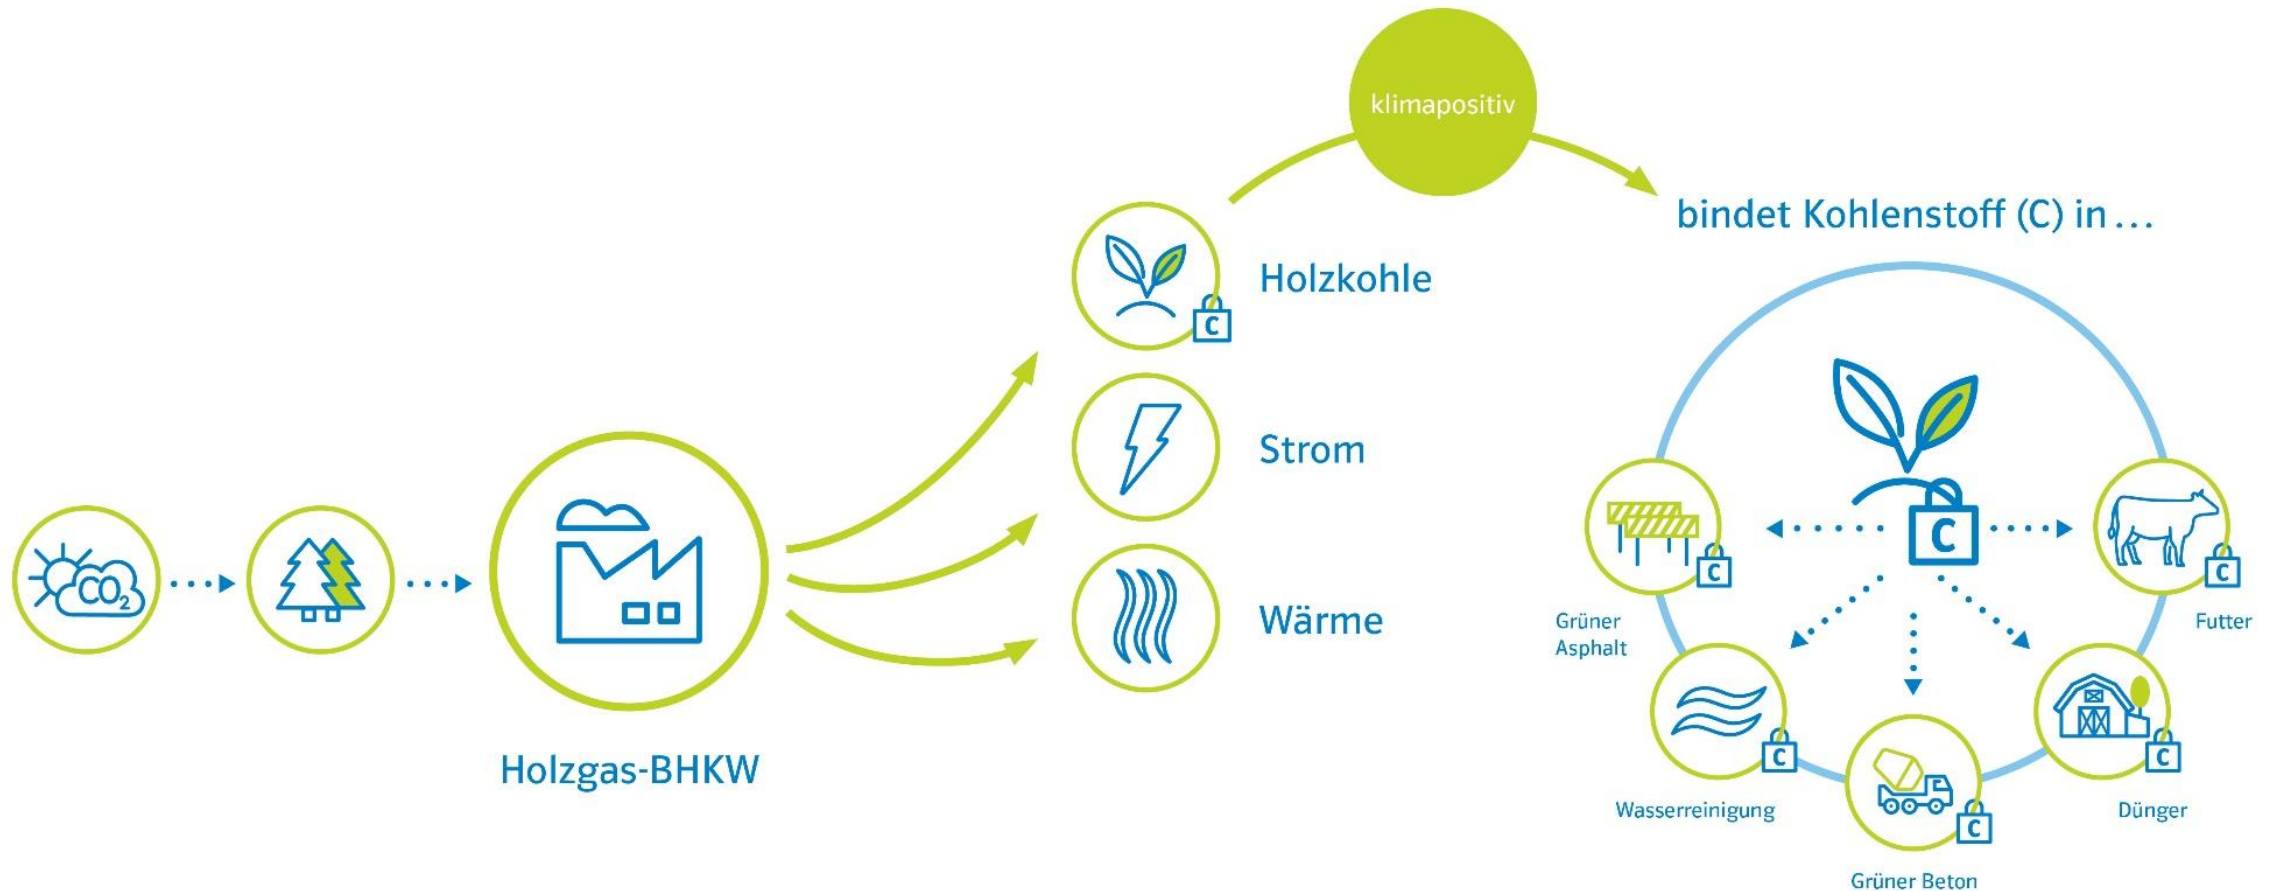 klimapositiv
bindet Kohlenstoff (C) in ...
Holzkohle
C
Strom
Wärme
CO₂
Holzgas-BHKW
C
C
C
Grüner
Asphalt
Futter
C
C
Wasserreinigung
Dünger
C
Grüner Beton